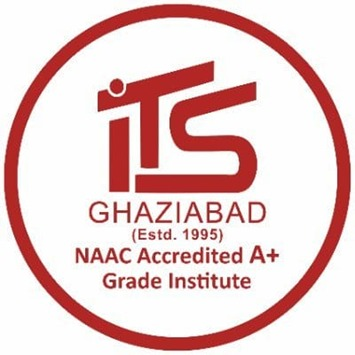 iTS
GHAZIABAD
(Estd. 1995)
NAAC Accredited A+
Grade Institute